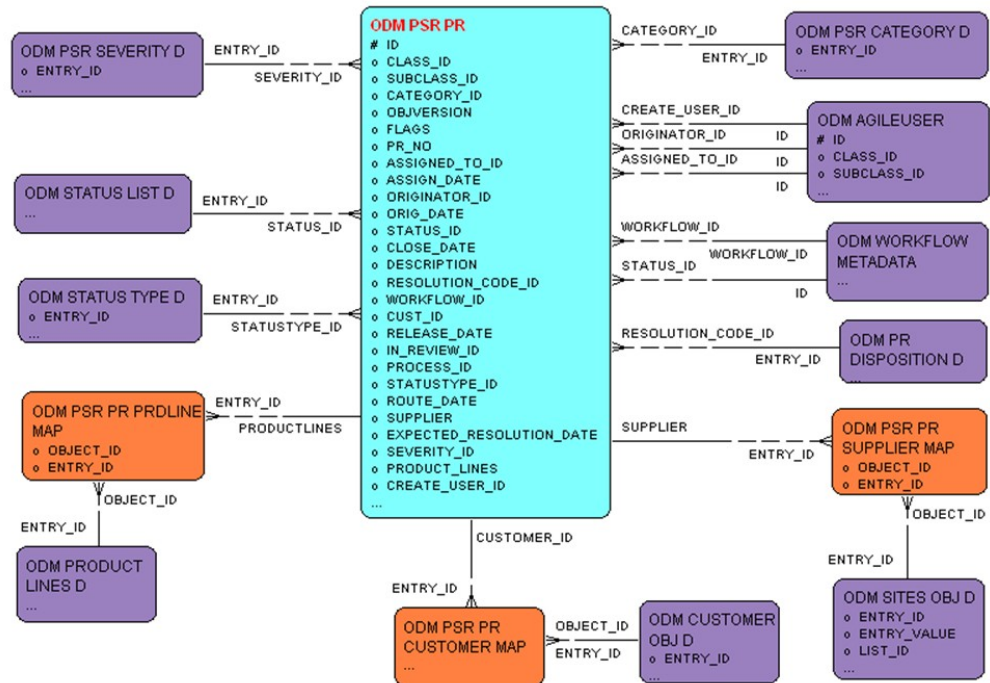 ODM PSR SEVERITY D
o ENTRY_ID
...
ENTRY_ID
SEVERITY_ID
ODM STATUS LIST D
...
ENTRY_ID
STATUS_ID
ODM STATUS TYPE D
o ENTRY_ID
...
ENTRY_ID
STATUSTYPE_ID
ODM PSR PR PRDLINE
MAP
o OBJECT_ID
o ENTRY_ID
ENTRY_ID
PRODUCTLINES
OBJECT_ID
ENTRY_ID
ODM PRODUCT
LINES D
...
ODM PSR PR
# ID
o CLASS_ID
o SUBCLASS_ID
o CATEGORY_ID
o OBJVERSION
o FLAGS
o PR_NO
o ASSIGNED_TO_ID
o ASSIGN_DATE
o ORIGINATOR_ID
o ORIG_DATE
o STATUS_ID
o CLOSE_DATE
o DESCRIPTION
o RESOLUTION_CODE_ID
o WORKFLOW_ID
o CUST_ID
o RELEASE_DATE
o IN_REVIEW_ID
o PROCESS_ID
o STATUSTYPE_ID
o ROUTE_DATE
o SUPPLIER
o EXPECTED_RESOLUTION_DATE
o SEVERITY_ID
o PRODUCT_LINES
o CREATE_USER_ID
...
CUSTOMER_ID
ENTRY_ID
ODM PSR PR
CUSTOMER MAP
...
OBJECT_ID
ENTRY_ID
ODM CUSTOMER
OBJ D
o ENTRY_ID
...
CATEGORY_ID
ENTRY_ID
ODM PSR CATEGORY D
o ENTRY_ID
...
CREATE_USER_ID
ORIGINATOR_ID
ID
ASSIGNED_TO_ID
ID
ID
ODM AGILEUSER
# ID
o CLASS_ID
o SUBCLASS_ID
...
WORKFLOW_ID
WORKFLOW_ID
STATUS_ID
ID
ODM WORKFLOW
METADATA
...
RESOLUTION_CODE_ID
ENTRY_ID
ODM PR
DISPOSITION D
...
SUPPLIER
ENTRY_ID
ODM PSR PR
SUPPLIER MAP
o OBJECT_ID
o ENTRY_ID
OBJECT_ID
ENTRY_ID
ODM SITES OBJ D
o ENTRY_ID
o ENTRY_VALUE
o LIST_ID
...